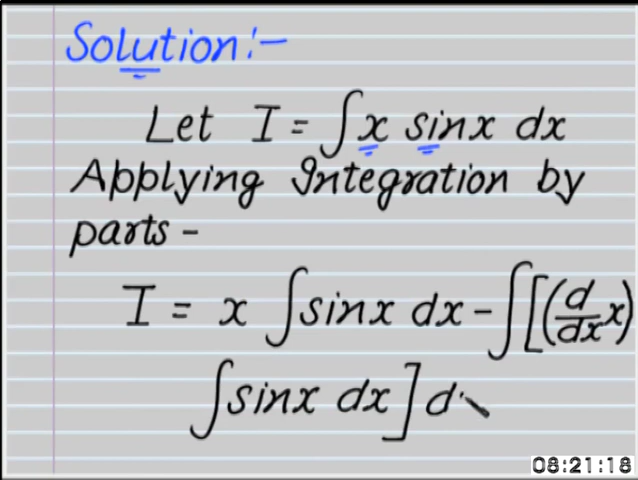 Solution:-
Let I = ∫x sinx dx
Applying Integration by
parts -
I = x ∫sinx dx - ∫[(d/dx x)
∫sinx dx] d
08:21:18